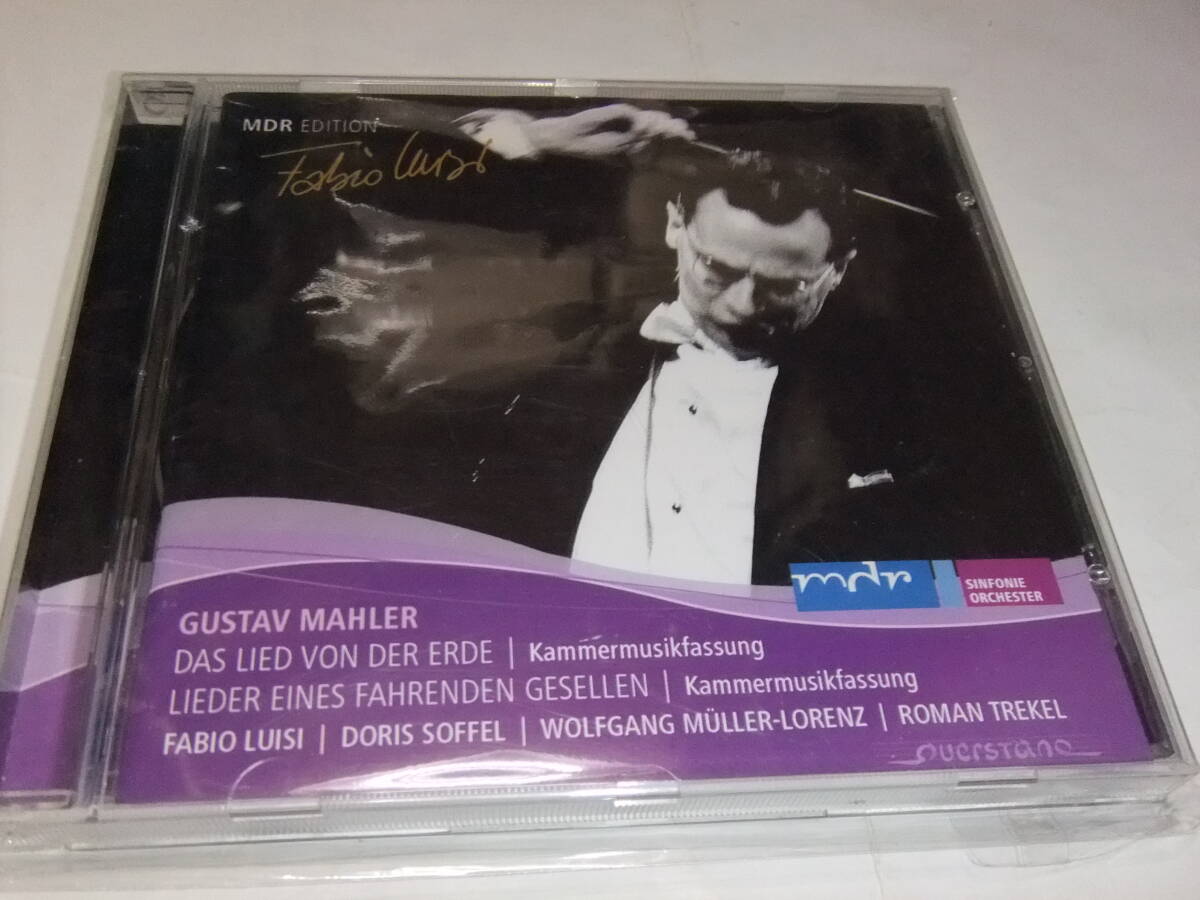 MDR EDITION
Fabio Luisi
mdr
SINFONIE
ORCHESTER
GUSTAV MAHLER
DAS LIED VON DER ERDE | Kammermusikfassung
LIEDER EINES FAHRENDEN GESELLEN | Kammermusikfassung
FABIO LUISI | DORIS SOFFEL | WOLFGANG MÜLLER-LORENZ | ROMAN TREKEL
querstand